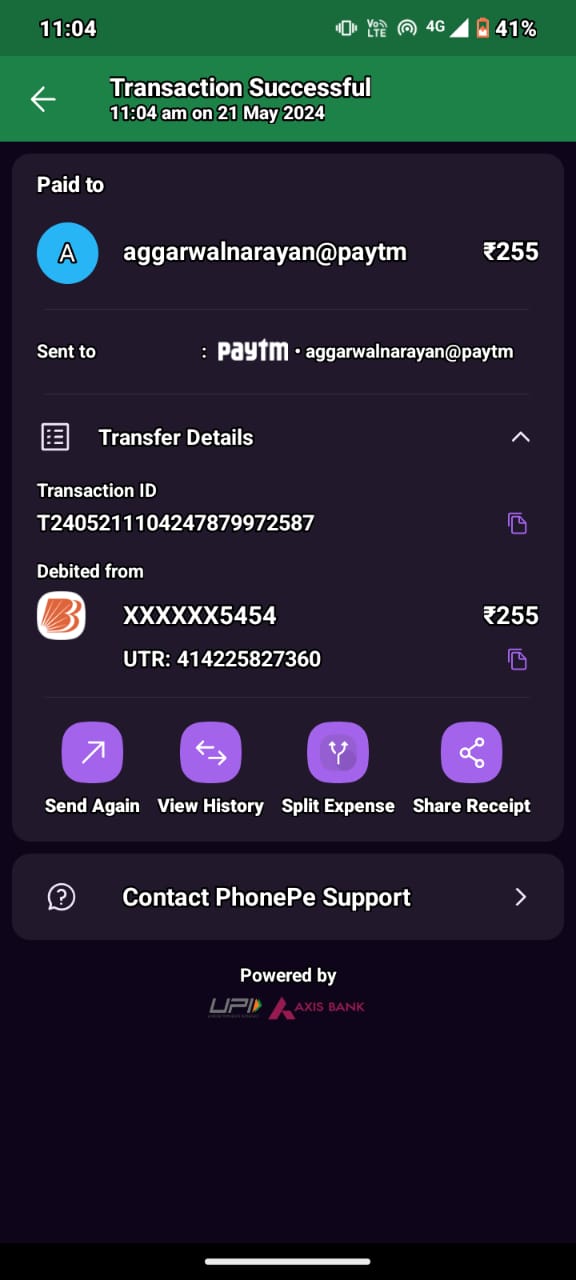 11:04
Vo)) LTE 4G 41%
Transaction Successful
11:04 am on 21 May 2024
Paid to
A aggarwalnarayan@paytm ₹255
Sent to : paytm • aggarwalnarayan@paytm
Transfer Details
Transaction ID
T2405211104247879972587
Debited from
XXXXXX5454 ₹255
UTR: 414225827360
Send Again View History Split Expense Share Receipt
Contact PhonePe Support
Powered by
UPI AXIS BANK